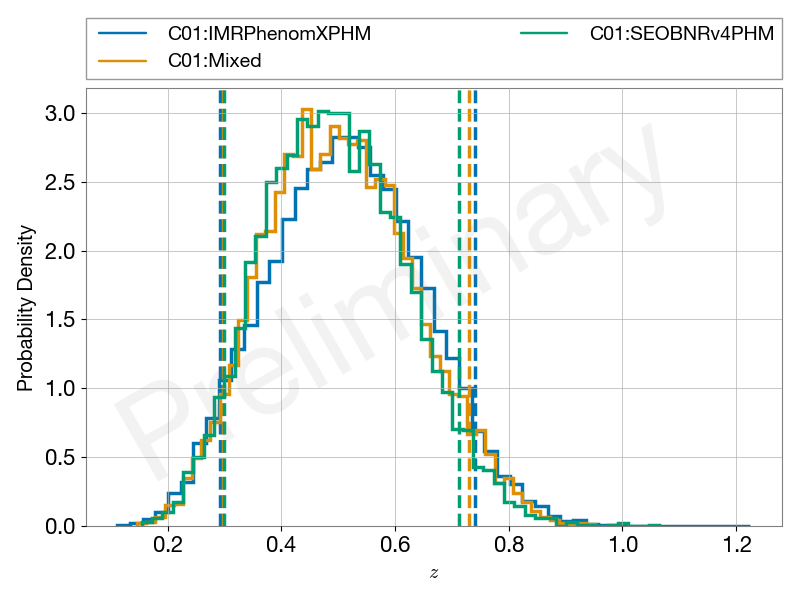 C01:IMRPhenomXPHM
C01:Mixed
C01:SEOBNRv4PHM
3.0
2.5
2.0
1.5
1.0
0.5
0.0
Probability Density
Preliminary
0.2 0.4 0.6 0.8 1.0 1.2
z